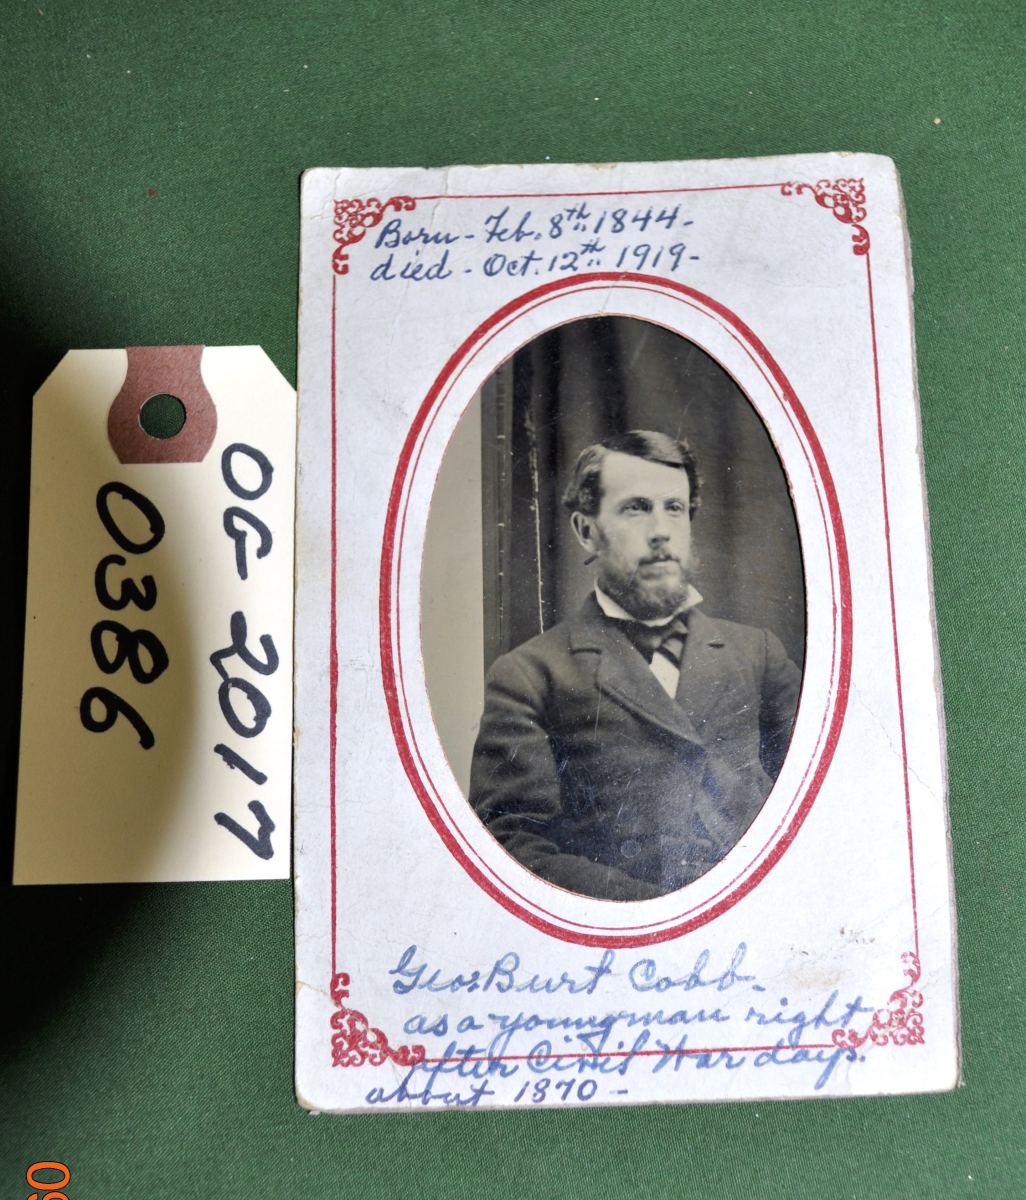 Born - Feb. 8th 1844 -
died - Oct. 12th 1919 -
Geo. Burt Cobb.
as a young man right
after Civil War days.
about 1870 -
OG-2017
0386